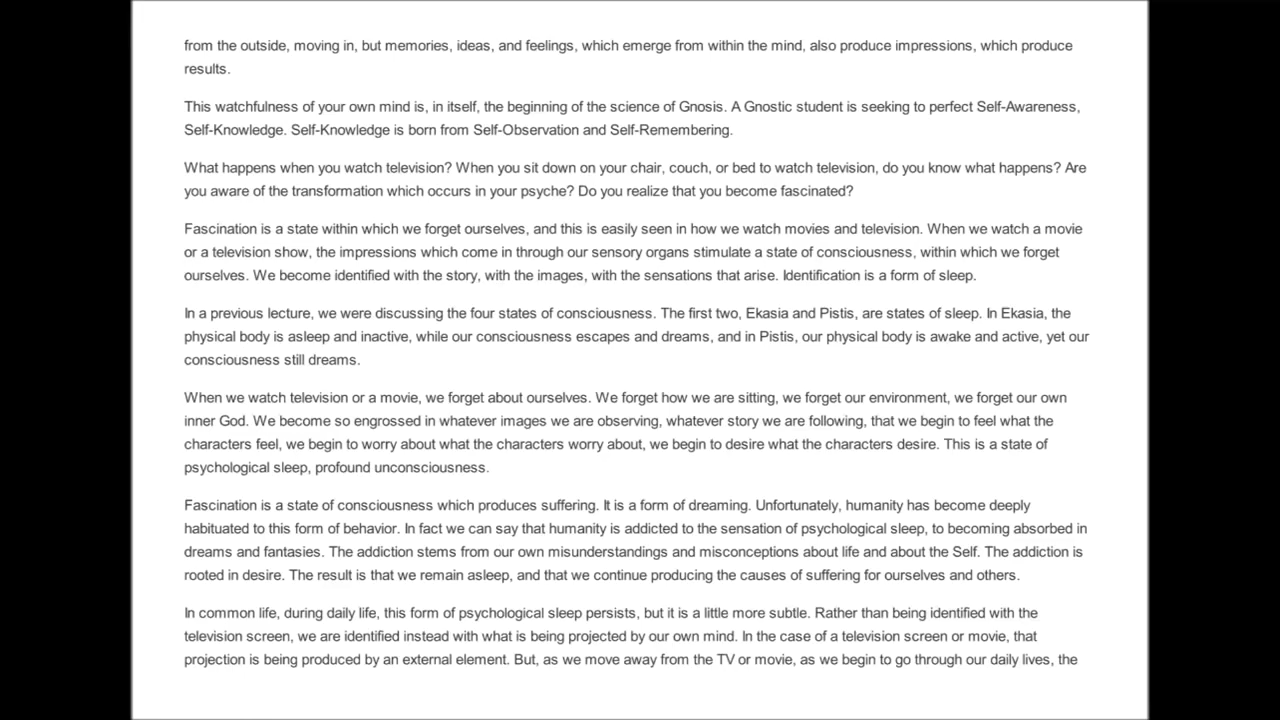 from the outside, moving in, but memories, ideas, and feelings, which emerge from within the mind, also produce impressions, which produce
results.
This watchfulness of your own mind is, in itself, the beginning of the science of Gnosis. A Gnostic student is seeking to perfect Self-Awareness,
Self-Knowledge. Self-Knowledge is born from Self-Observation and Self-Remembering.
What happens when you watch television? When you sit down on your chair, couch, or bed to watch television, do you know what happens? Are
you aware of the transformation which occurs in your psyche? Do you realize that you become fascinated?
Fascination is a state within which we forget ourselves, and this is easily seen in how we watch movies and television. When we watch a movie
or a television show, the impressions which come in through our sensory organs stimulate a state of consciousness, within which we forget
ourselves. We become identified with the story, with the images, with the sensations that arise. Identification is a form of sleep.
In a previous lecture, we were discussing the four states of consciousness. The first two, Ekasia and Pistis, are states of sleep. In Ekasia, the
physical body is asleep and inactive, while our consciousness escapes and dreams, and in Pistis, our physical body is awake and active, yet our
consciousness still dreams.
When we watch television or a movie, we forget about ourselves. We forget how we are sitting, we forget our environment, we forget our own
inner God. We become so engrossed in whatever images we are observing, whatever story we are following, that we begin to feel what the
characters feel, we begin to worry about what the characters worry about, we begin to desire what the characters desire. This is a state of
psychological sleep, profound unconsciousness.
Fascination is a state of consciousness which produces suffering. It is a form of dreaming. Unfortunately, humanity has become deeply
habituated to this form of behavior. In fact we can say that humanity is addicted to the sensation of psychological sleep, to becoming absorbed in
dreams and fantasies. The addiction stems from our own misunderstandings and misconceptions about life and about the Self. The addiction is
rooted in desire. The result is that we remain asleep, and that we continue producing the causes of suffering for ourselves and others.
In common life, during daily life, this form of psychological sleep persists, but it is a little more subtle. Rather than being identified with the
television screen, we are identified instead with what is being projected by our own mind. In the case of a television screen or movie, that
projection is being produced by an external element. But, as we move away from the TV or movie, as we begin to go through our daily lives, the